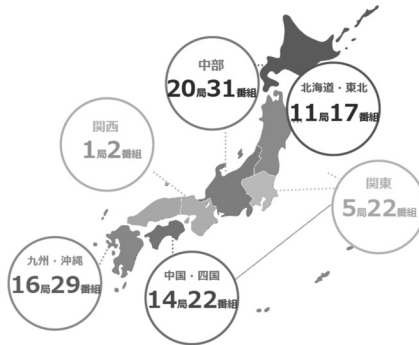 中部
20局31番組
北海道・東北
11局17番組
関西
1局2番組
関東
5局22番組
九州・沖縄
16局29番組
中国・四国
14局22番組